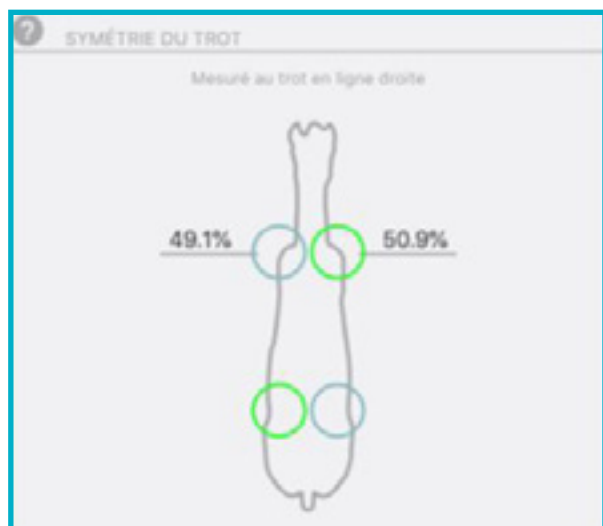 ?
SYMÉTRIE DU TROT
Mesuré au trot en ligne droite
49.1% 50.9%